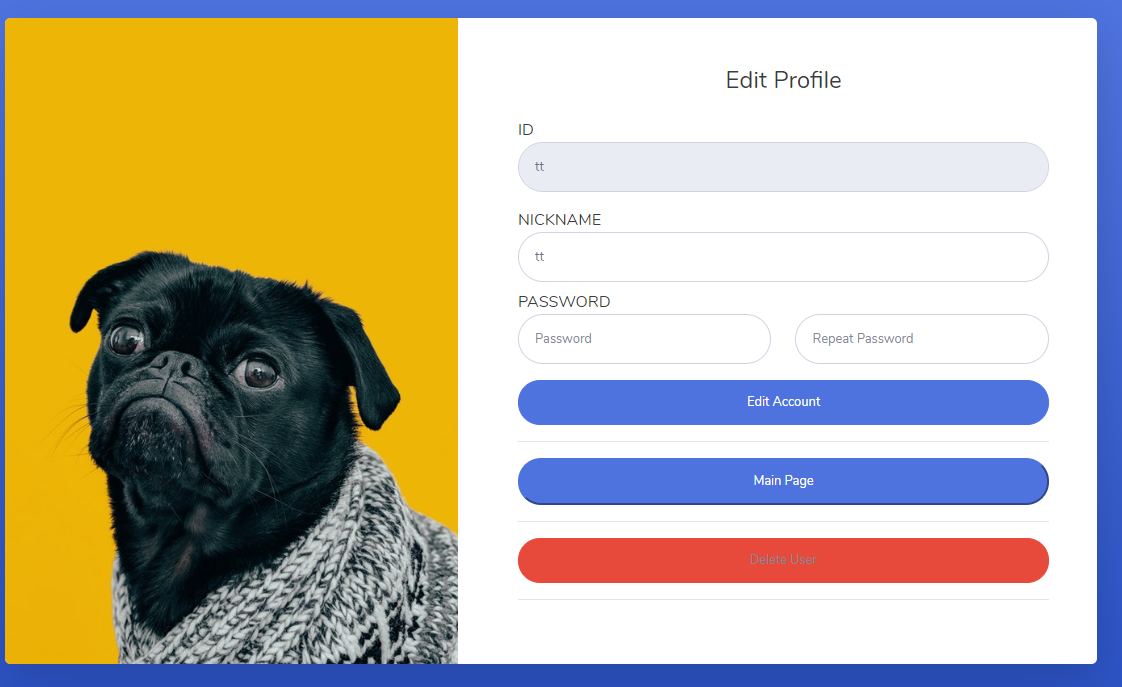 Edit Profile
ID
tt
NICKNAME
tt
PASSWORD
Password Repeat Password
Edit Account
Main Page
Delete User